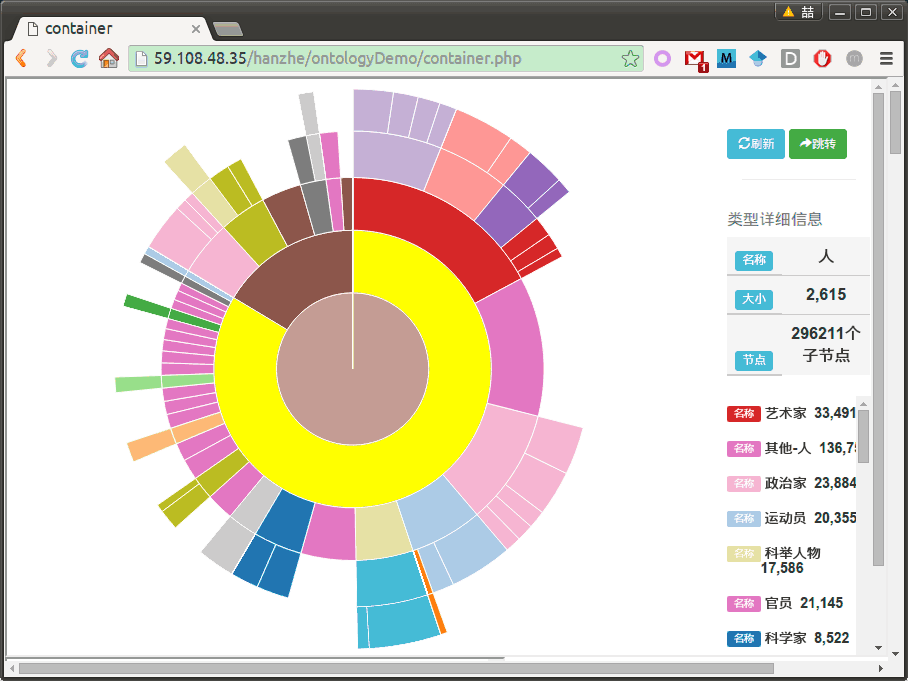 喆
container
59.108.48.35/hanzhe/ontologyDemo/container.php
M
1
M
D
m
刷新
跳转
类型详细信息
名称 人
大小 2,615
节点 296211个
子节点
名称 艺术家 33,491
名称 其他-人 136,7
名称 政治家 23,884
名称 运动员 20,355
名称 科举人物
17,586
名称 官员 21,145
名称 科学家 8,522